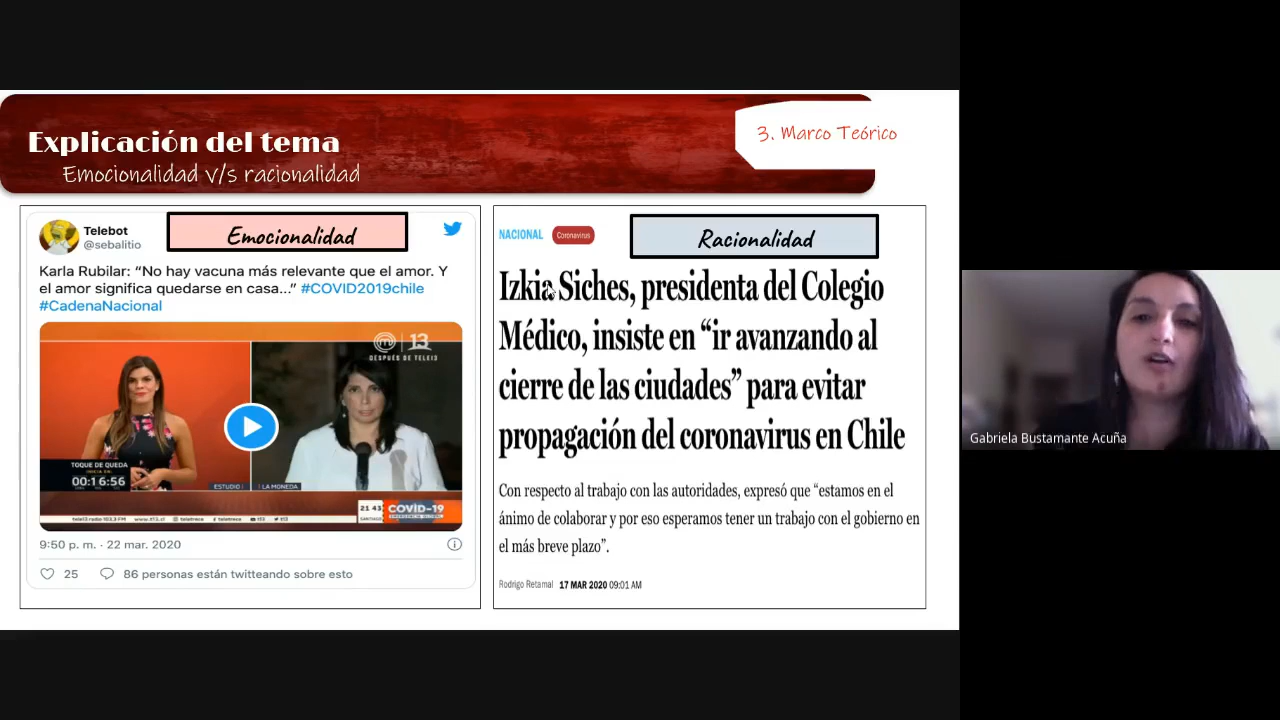 Explicación del tema
Emocionalidad v/s racionalidad
3. Marco Teórico
Telebot
@sebalitio
Emocionalidad
Karla Rubilar: “No hay vacuna más relevante que el amor. Y
el amor significa quedarse en casa...” #COVID2019chile
#CadenaNacional
13
DESPUÉS DE TELE13
TOQUE DE QUEDA
00:16:56
ESTUDIO
LA MONEDA
21 43
SANTIAGO
COVID-19
9:50 p. m. · 22 mar. 2020
25
86 personas están twitteando sobre esto
NACIONAL
Coronavirus
Racionalidad
Izkia Siches, presidenta del Colegio
Médico, insiste en “ir avanzando al
cierre de las ciudades” para evitar
propagación del coronavirus en Chile
Con respecto al trabajo con las autoridades, expresó que “estamos en el
ánimo de colaborar y por eso esperamos tener un trabajo con el gobierno en
el más breve plazo”.
Rodrigo Retamal 17 MAR 2020 09:01 AM
Gabriela Bustamante Acuña